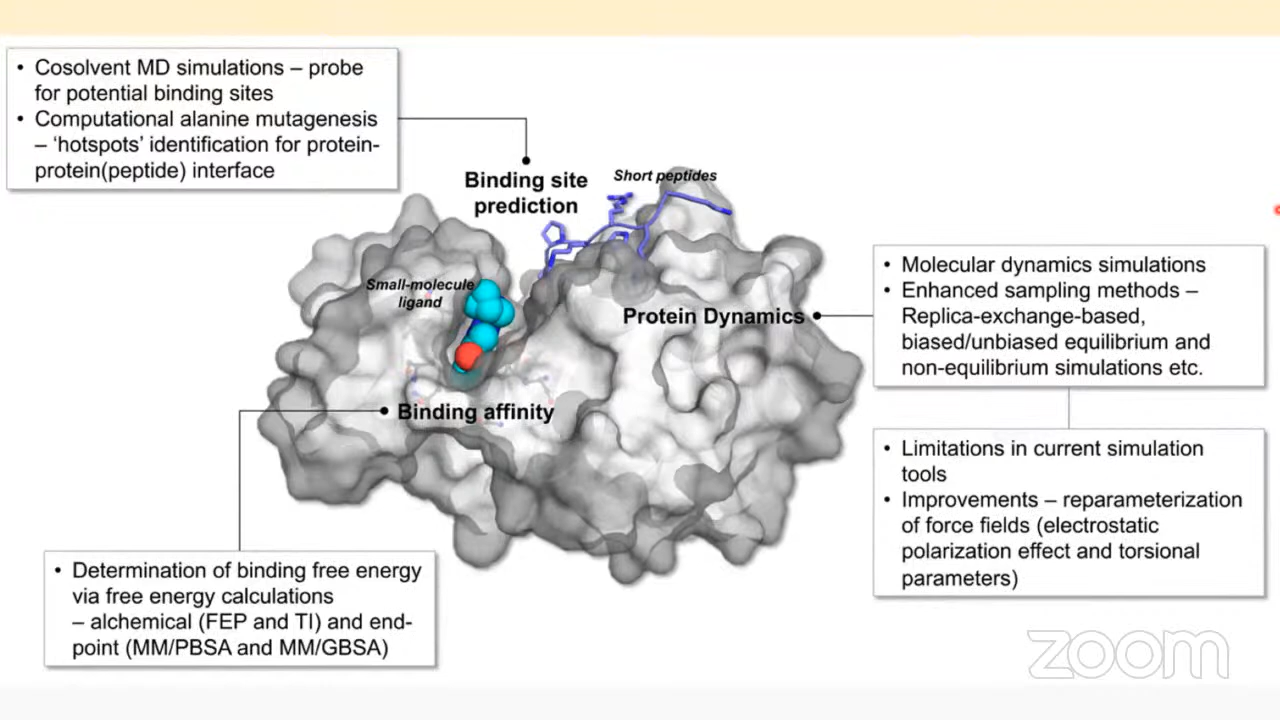 • Cosolvent MD simulations – probe
for potential binding sites
• Computational alanine mutagenesis
– ‘hotspots’ identification for protein-
protein(peptide) interface
Binding site
prediction
Short peptides
Small-molecule
ligand
Protein Dynamics
• Molecular dynamics simulations
• Enhanced sampling methods –
Replica-exchange-based,
biased/unbiased equilibrium and
non-equilibrium simulations etc.
Binding affinity
• Limitations in current simulation
tools
• Improvements – reparameterization
of force fields (electrostatic
polarization effect and torsional
parameters)
• Determination of binding free energy
via free energy calculations
– alchemical (FEP and TI) and end-
point (MM/PBSA and MM/GBSA)
zoom